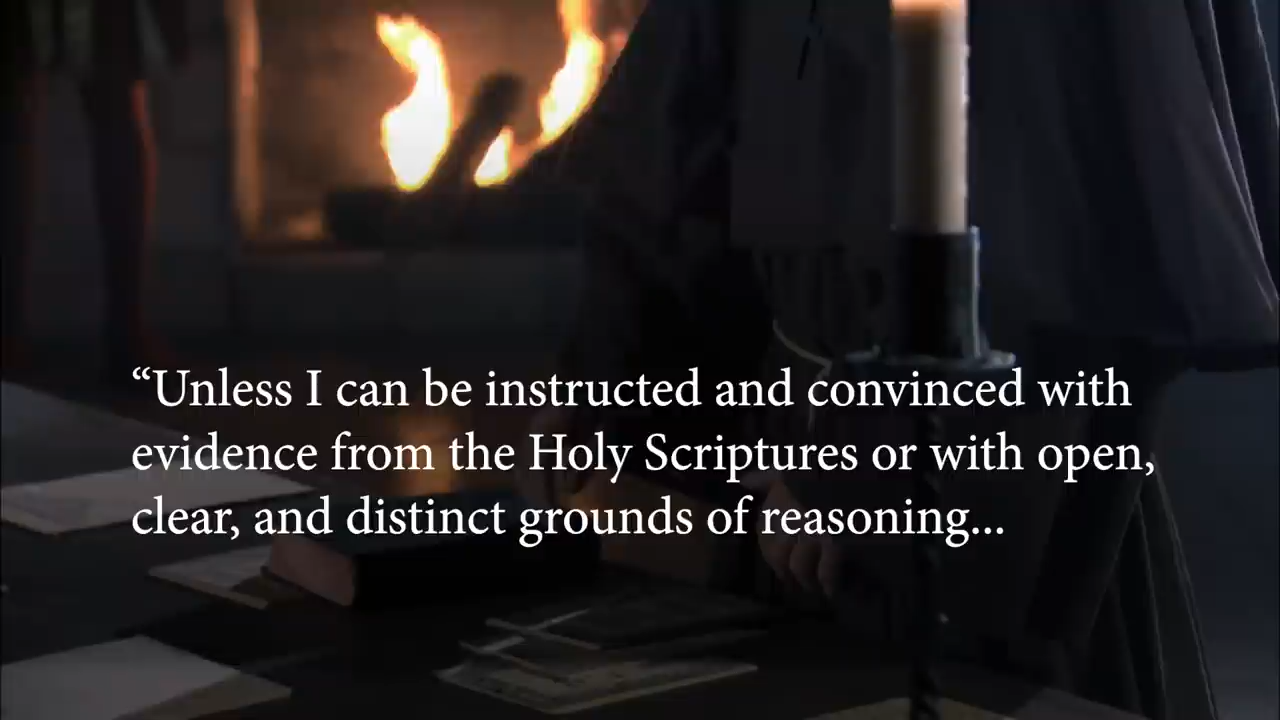 “Unless I can be instructed and convinced with
evidence from the Holy Scriptures or with open,
clear, and distinct grounds of reasoning...